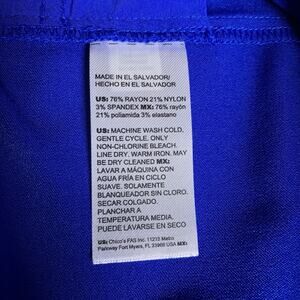 MADE IN EL SALVADOR/
HECHO EN EL SALVADOR
US: 76% RAYON 21% NYLON
3% SPANDEX MX: 76% rayón
21% poliamida 3% elastano
US: MACHINE WASH COLD,
GENTLE CYCLE. ONLY
NON-CHLORINE BLEACH.
LINE DRY. WARM IRON. MAY
BE DRY CLEANED MX:
LAVAR A MÁQUINA CON
AGUA FRÍA EN CICLO
SUAVE. SOLAMENTE
BLANQUEADOR SIN CLORO.
SECAR COLGADO.
PLANCHAR A
TEMPERATURA MEDIA.
PUEDE LAVARSE EN SECO
US: Chico's FAS Inc. 11215 Metro
Parkway Fort Myers, FL 33966 US MX: